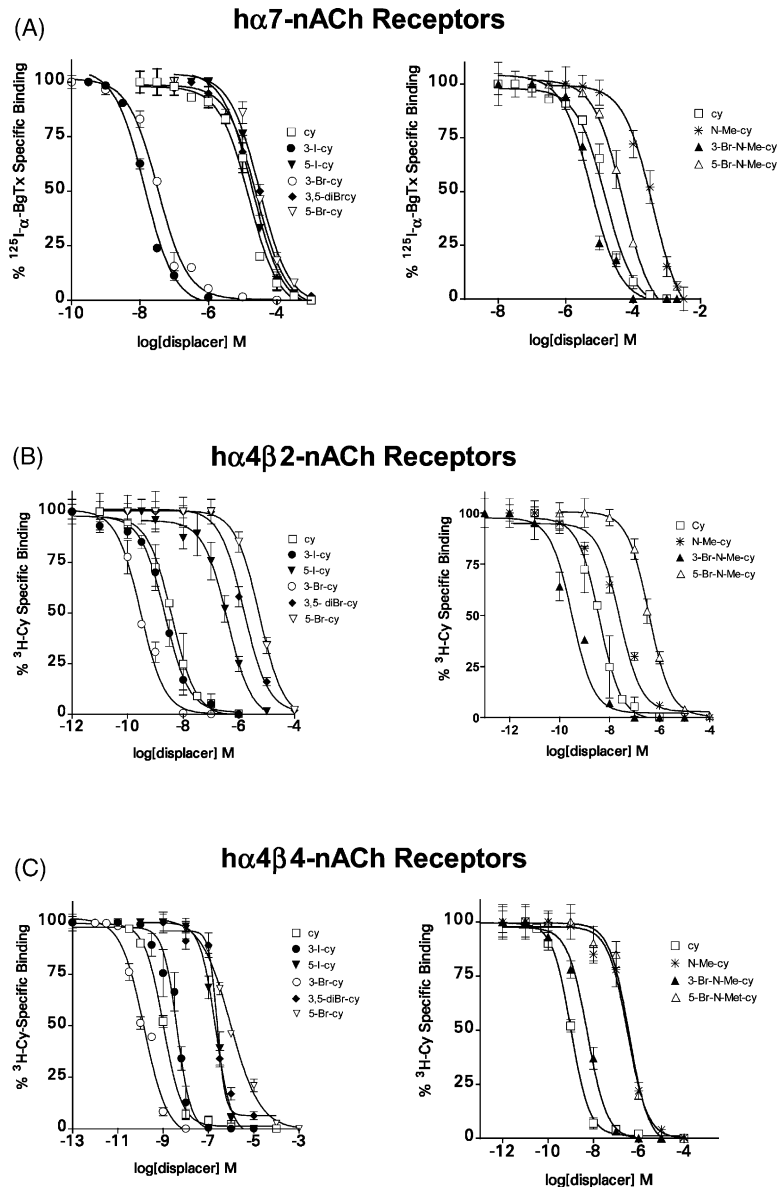 (A)
hα7-nACh Receptors
% ¹²⁵I-α-BgTx Specific Binding
100
75
50
25
0
-10 -8 -6 -4 -2
log[displacer] M
cy
3-I-cy
5-I-cy
3-Br-cy
3,5-diBrcy
5-Br-cy
% ¹²⁵I-α-BgTx Specific Binding
100
75
50
25
0
-8 -6 -4 -2
log[displacer] M
cy
N-Me-cy
3-Br-N-Me-cy
5-Br-N-Me-cy
(B)
hα4β2-nACh Receptors
% ³H-Cy Specific Binding
100
75
50
25
0
-12 -10 -8 -6 -4
log[displacer] M
cy
3-I-cy
5-I-cy
3-Br-cy
3,5- diBr-cy
5-Br-cy
% ³H-Cy Specific Binding
100
75
50
25
0
-12 -10 -8 -6 -4
log[displacer] M
Cy
N-Me-cy
3-Br-N-Me-cy
5-Br-N-Me-cy
(C)
hα4β4-nACh Receptors
% ³H-Cy-Specific Binding
100
75
50
25
0
-13 -11 -9 -7 -5 -3
log[displacer] M
cy
3-I-cy
5-I-cy
3-Br-cy
3,5-diBr-cy
5-Br-cy
% ³H-Cy Specific Binding
100
75
50
25
0
-12 -10 -8 -6 -4
log[displacer] M
cy
N-Me-cy
3-Br-N-Me-cy
5-Br-N-Met-cy